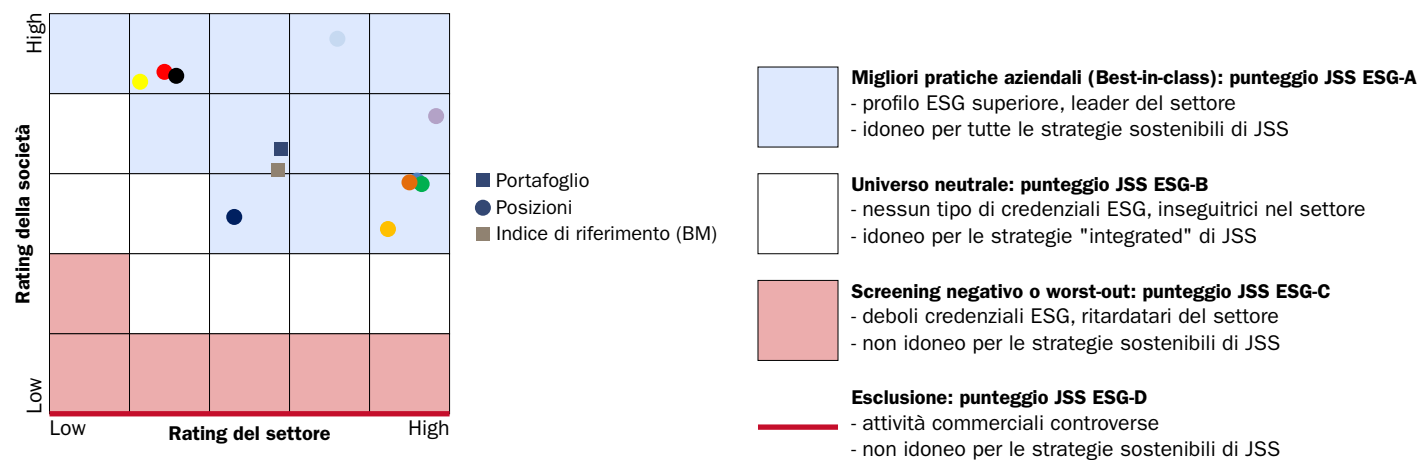 High
Rating della società
Low
Low
Rating del settore
High
Portafoglio
Posizioni
Indice di riferimento (BM)
Migliori pratiche aziendali (Best-in-class): punteggio JSS ESG-A
- profilo ESG superiore, leader del settore
- idoneo per tutte le strategie sostenibili di JSS
Universo neutrale: punteggio JSS ESG-B
- nessun tipo di credenziali ESG, inseguitrici nel settore
- idoneo per le strategie "integrated" di JSS
Screening negativo o worst-out: punteggio JSS ESG-C
- deboli credenziali ESG, ritardatari del settore
- non idoneo per le strategie sostenibili di JSS
Esclusione: punteggio JSS ESG-D
- attività commerciali controverse
- non idoneo per le strategie sostenibili di JSS